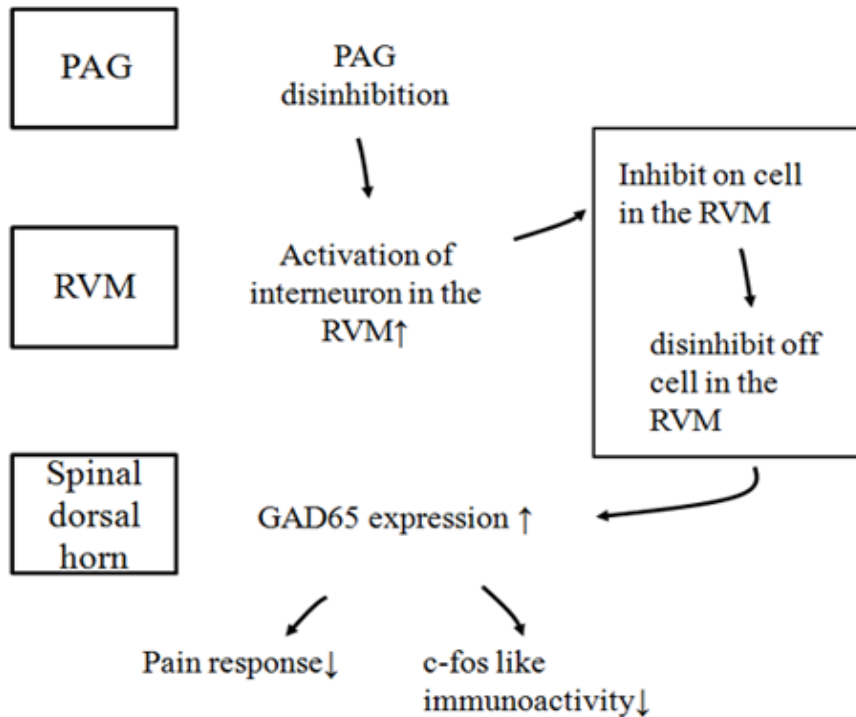 PAG
PAG
disinhibition
Inhibit on cell
in the RVM
RVM
Activation of
interneuron in the
RVM↑
disinhibit off
cell in the
RVM
Spinal
dorsal
horn
GAD65 expression ↑
Pain response↓
c-fos like
immunoactivity↓